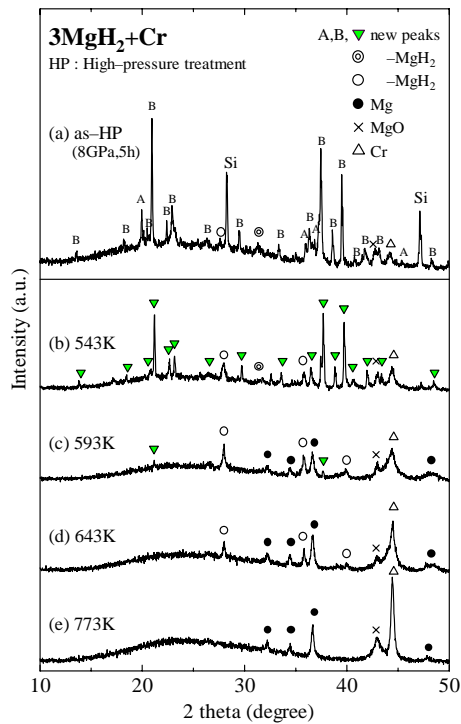 3MgH2+Cr
HP : High–pressure treatment
A,B, ▼ new peaks
◎ –MgH2
○ –MgH2
● Mg
× MgO
△ Cr
(a) as–HP
(8GPa,5h)
B B A B B B B B A B A B B B B B A B
Si
Si
(b) 543K
(c) 593K
(d) 643K
(e) 773K
Intensity (a.u.)
10 20 30 40 50
2 theta (degree)